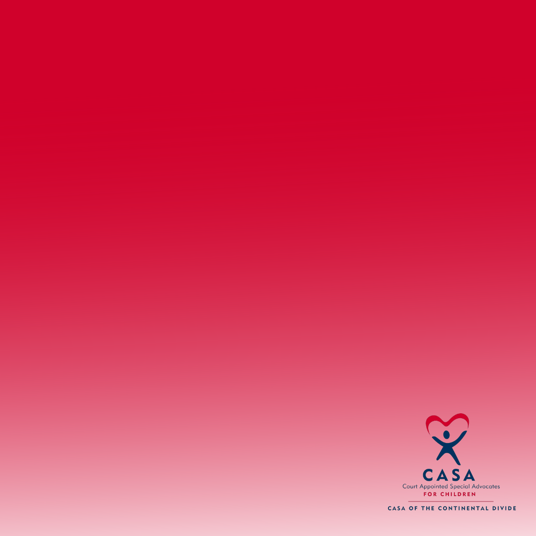 CASA
Court Appointed Special Advocates
FOR CHILDREN
CASA OF THE CONTINENTAL DIVIDE